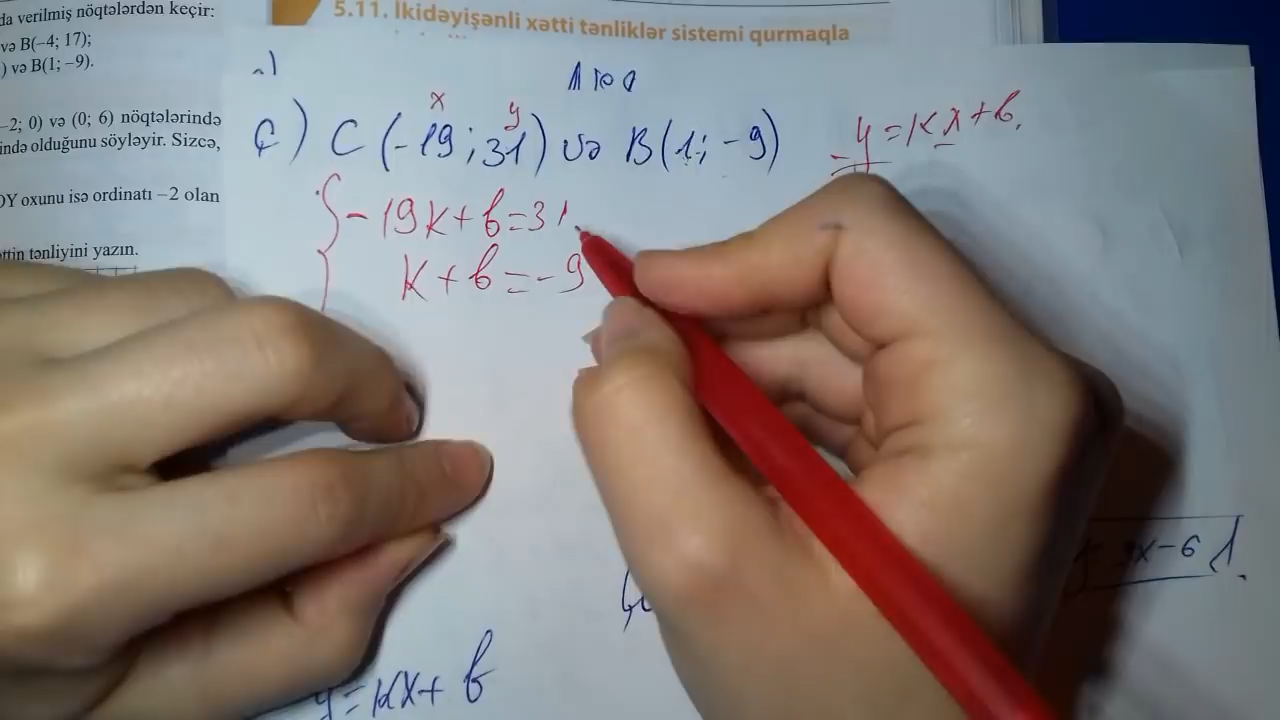 da verilmiş nöqtələrdən keçir:
və B(−4; 17);
) və B(1; −9).
−2; 0) və (0; 6) nöqtələrində
ində olduğunu söyləyir. Sizcə,
OY oxunu isə ordinatı −2 olan
ttin tənliyini yazın.
5.11. İkidəyişənli xətti tənliklər sistemi qurmaqla
x y
Ç) C (-19; 31) və B(1; -9)
y = kx + b.
-19k + b = 31
k + b = -9
x-6
y = kx + b